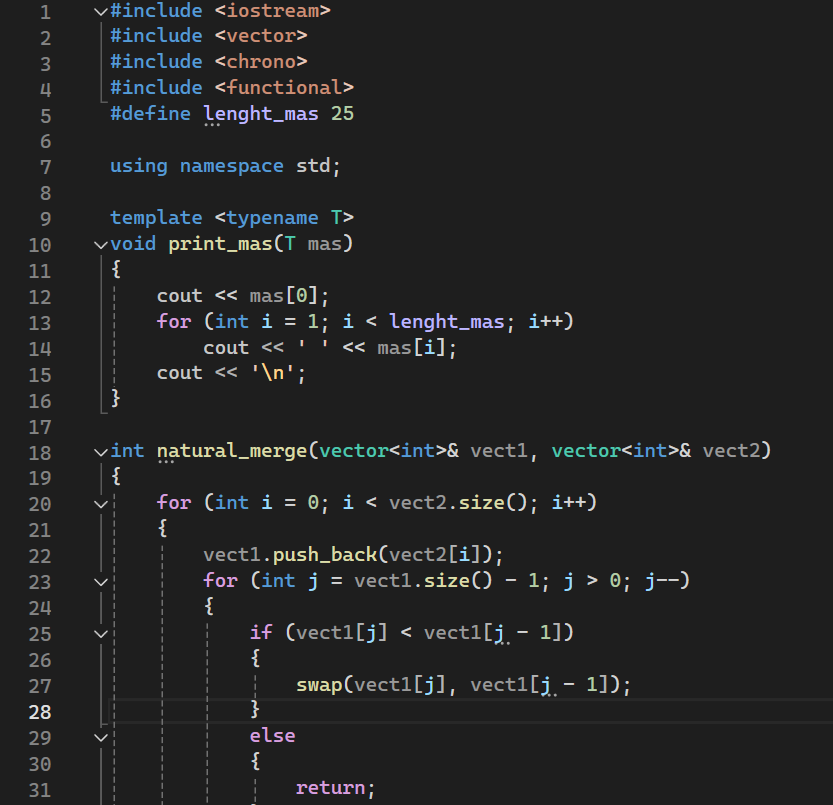 1 #include <iostream>
2 #include <vector>
3 #include <chrono>
4 #include <functional>
5 #define lenght_mas 25
6
7 using namespace std;
8
9 template <typename T>
10 void print_mas(T mas)
11 {
12 cout << mas[0];
13 for (int i = 1; i < lenght_mas; i++)
14 cout << ' ' << mas[i];
15 cout << '\n';
16 }
17
18 int natural_merge(vector<int>& vect1, vector<int>& vect2)
19 {
20 for (int i = 0; i < vect2.size(); i++)
21 {
22 vect1.push_back(vect2[i]);
23 for (int j = vect1.size() - 1; j > 0; j--)
24 {
25 if (vect1[j] < vect1[j - 1])
26 {
27 swap(vect1[j], vect1[j - 1]);
28 }
29 else
30 {
31 return;